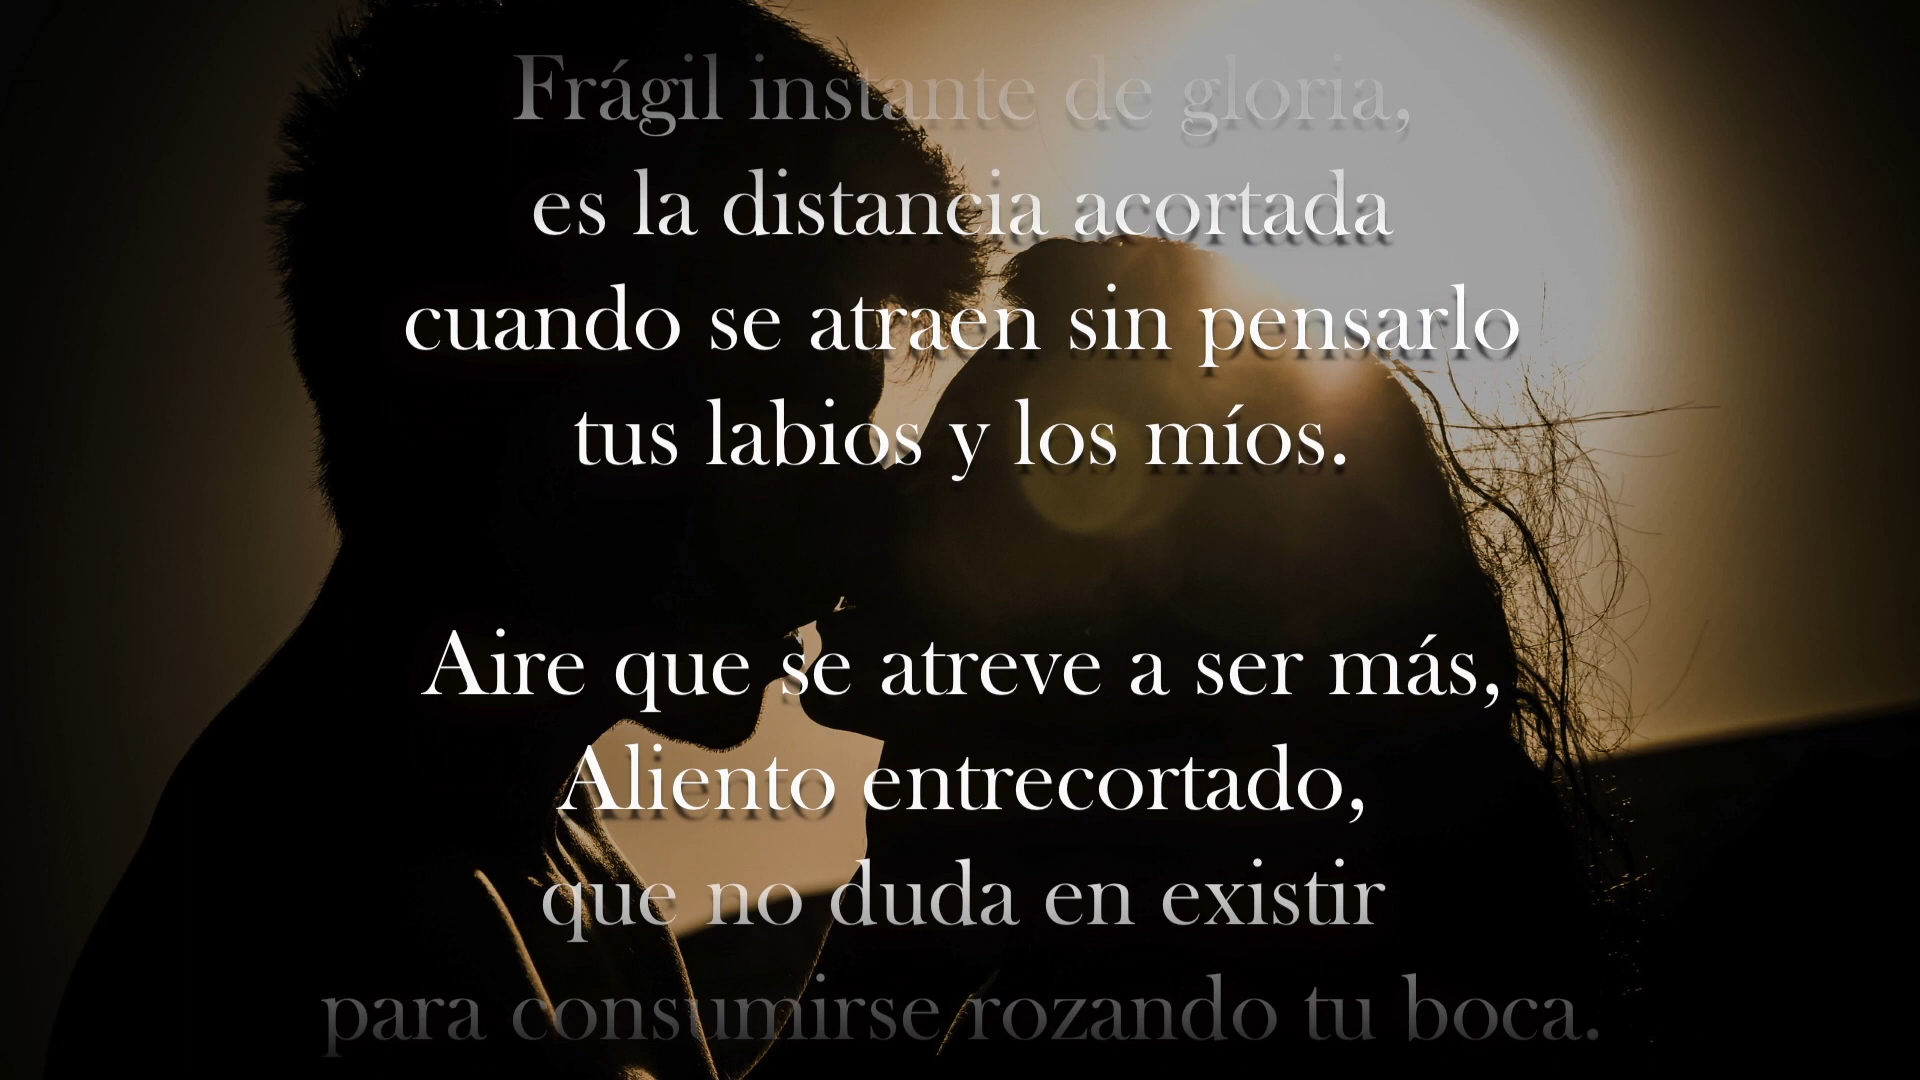 Frágil instante de gloria,
es la distancia acortada
cuando se atraen sin pensarlo
tus labios y los míos.
Aire que se atreve a ser más,
Aliento entrecortado,
que no duda en existir
para consumirse rozando tu boca.